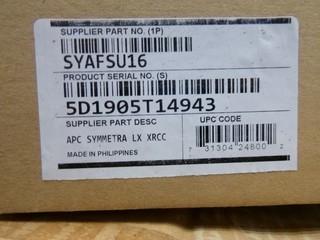 SUPPLIER PART NO. (1P)
SYAFSU16
PRODUCT SERIAL NO. (S)
5D1905T14943
SUPPLIER PART DESC
UPC CODE
APC SYMMETRA LX XRCC
MADE IN PHILIPPINES
7 31304 24800 2